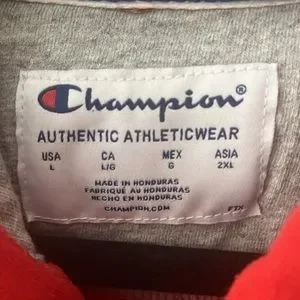 Champion®
AUTHENTIC ATHLETICWEAR
USA CA MEX ASIA
L L/G G 2XL
MADE IN HONDURAS
FABRIQUÉ AU HONDURAS
HECHO EN HONDURAS
CHAMPION.COM